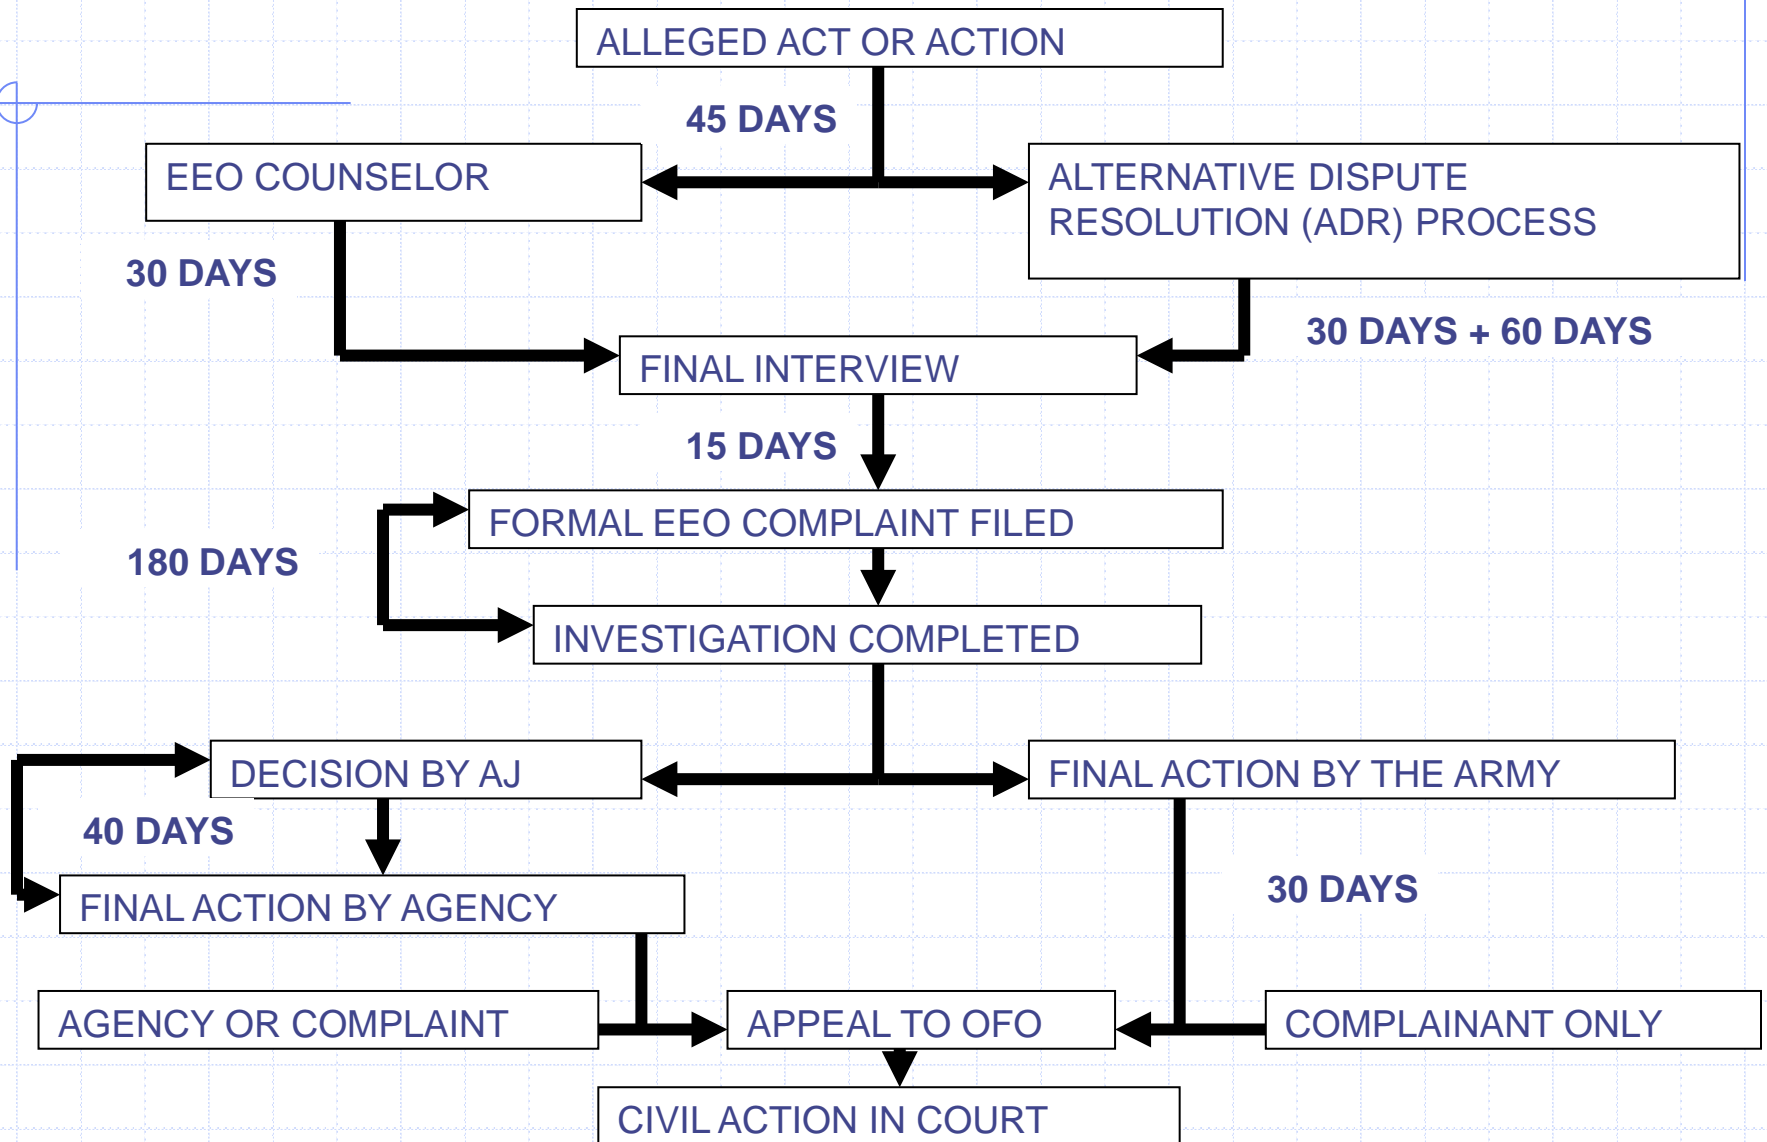 ALLEGED ACT OR ACTION
45 DAYS
EEO COUNSELOR
ALTERNATIVE DISPUTE
RESOLUTION (ADR) PROCESS
30 DAYS
30 DAYS + 60 DAYS
FINAL INTERVIEW
15 DAYS
FORMAL EEO COMPLAINT FILED
180 DAYS
INVESTIGATION COMPLETED
DECISION BY AJ
FINAL ACTION BY THE ARMY
40 DAYS
FINAL ACTION BY AGENCY
30 DAYS
AGENCY OR COMPLAINT
APPEAL TO OFO
COMPLAINANT ONLY
CIVIL ACTION IN COURT